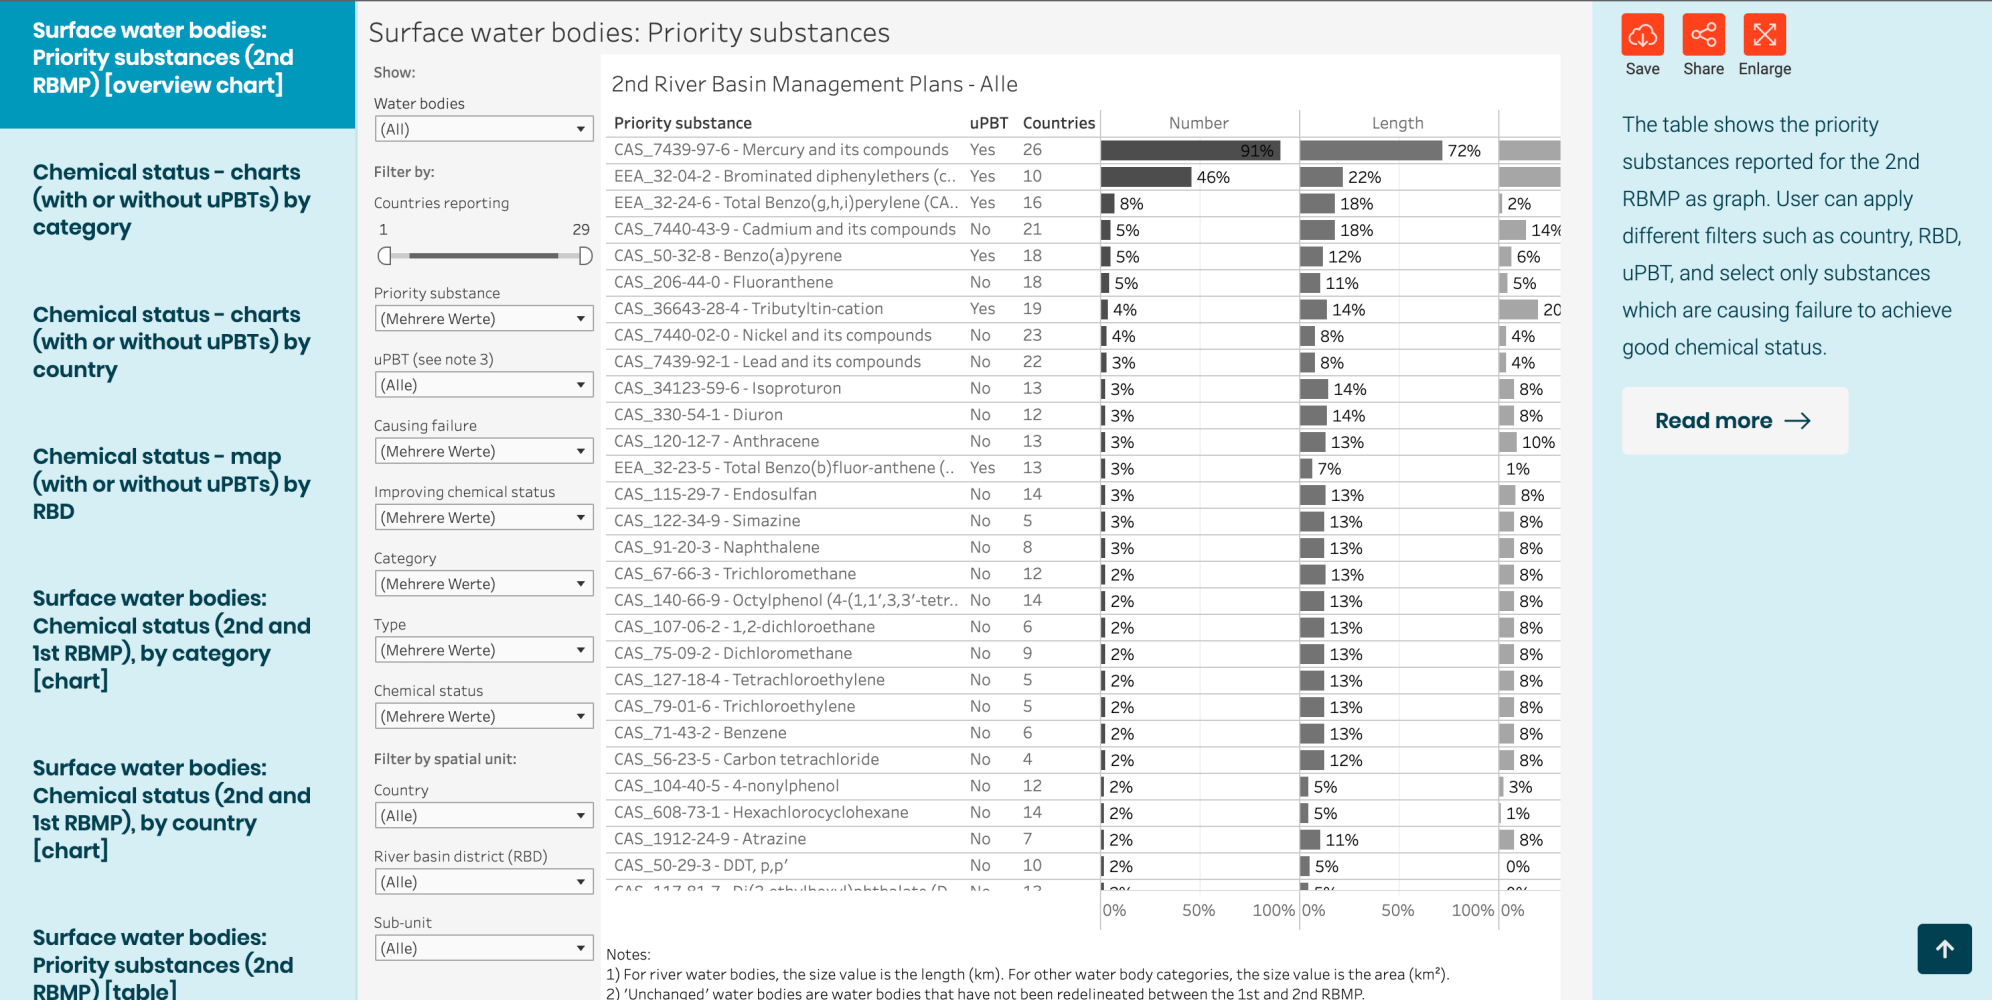 Surface water bodies:
Priority substances (2nd
RBMP) [overview chart]
Chemical status - charts
(with or without uPBTs) by
category
Chemical status - charts
(with or without uPBTs) by
country
Chemical status - map
(with or without uPBTs) by
RBD
Surface water bodies:
Chemical status (2nd and
1st RBMP), by category
[chart]
Surface water bodies:
Chemical status (2nd and
1st RBMP), by country
[chart]
Surface water bodies:
Priority substances (2nd
RBMP) [table]
Surface water bodies: Priority substances
Show:
Water bodies
(All)
Filter by:
Countries reporting
1 29
Priority substance
(Mehrere Werte)
uPBT (see note 3)
(Alle)
Causing failure
(Mehrere Werte)
Improving chemical status
(Mehrere Werte)
Category
(Mehrere Werte)
Type
(Mehrere Werte)
Chemical status
(Mehrere Werte)
Filter by spatial unit:
Country
(Alle)
River basin district (RBD)
(Alle)
Sub-unit
(Alle)
2nd River Basin Management Plans - Alle
Priority substance uPBT Countries Number Length
CAS_7439-97-6 - Mercury and its compounds Yes 26 91% 72%
EEA_32-04-2 - Brominated diphenylethers (c.. Yes 10 46% 22%
EEA_32-24-6 - Total Benzo(g,h,i)perylene (CA.. Yes 16 8% 18% 2%
CAS_7440-43-9 - Cadmium and its compounds No 21 5% 18% 14%
CAS_50-32-8 - Benzo(a)pyrene Yes 18 5% 12% 6%
CAS_206-44-0 - Fluoranthene No 18 5% 11% 5%
CAS_36643-28-4 - Tributyltin-cation Yes 19 4% 14% 20
CAS_7440-02-0 - Nickel and its compounds No 23 4% 8% 4%
CAS_7439-92-1 - Lead and its compounds No 22 3% 8% 4%
CAS_34123-59-6 - Isoproturon No 13 3% 14% 8%
CAS_330-54-1 - Diuron No 12 3% 14% 8%
CAS_120-12-7 - Anthracene No 13 3% 13% 10%
EEA_32-23-5 - Total Benzo(b)fluor-anthene (.. Yes 13 3% 7% 1%
CAS_115-29-7 - Endosulfan No 14 3% 13% 8%
CAS_122-34-9 - Simazine No 5 3% 13% 8%
CAS_91-20-3 - Naphthalene No 8 3% 13% 8%
CAS_67-66-3 - Trichloromethane No 12 2% 13% 8%
CAS_140-66-9 - Octylphenol (4-(1,1',3,3'-tetr.. No 14 2% 13% 8%
CAS_107-06-2 - 1,2-dichloroethane No 6 2% 13% 8%
CAS_75-09-2 - Dichloromethane No 9 2% 13% 8%
CAS_127-18-4 - Tetrachloroethylene No 5 2% 13% 8%
CAS_79-01-6 - Trichloroethylene No 5 2% 13% 8%
CAS_71-43-2 - Benzene No 6 2% 13% 8%
CAS_56-23-5 - Carbon tetrachloride No 4 2% 12% 8%
CAS_104-40-5 - 4-nonylphenol No 12 2% 5% 3%
CAS_608-73-1 - Hexachlorocyclohexane No 14 2% 5% 1%
CAS_1912-24-9 - Atrazine No 7 2% 11% 8%
CAS_50-29-3 - DDT, p,p' No 10 2% 5% 0%
0% 50% 100% 0% 50% 100% 0%
Notes:
1) For river water bodies, the size value is the length (km). For other water body categories, the size value is the area (km²).
2) 'Unchanged' water bodies are water bodies that have not been redelineated between the 1st and 2nd RBMP.
Save Share Enlarge
The table shows the priority
substances reported for the 2nd
RBMP as graph. User can apply
different filters such as country, RBD,
uPBT, and select only substances
which are causing failure to achieve
good chemical status.
Read more →